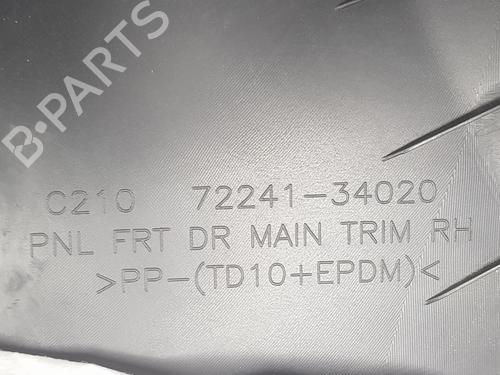 B-PARTS
C210 72241-34020
PNL FRT DR MAIN TRIM RH
>PP-(TD10+EPDM)<